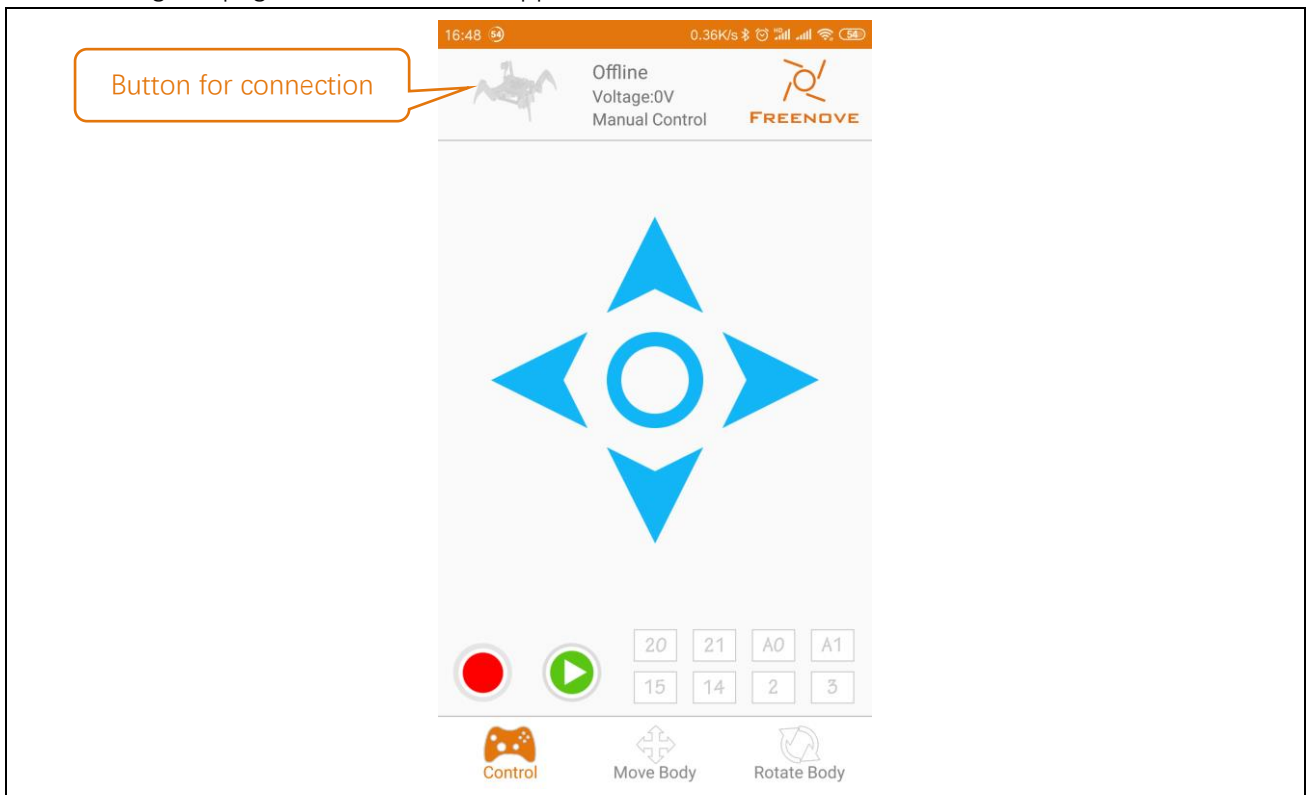 16:48 54 0.36K/s HD 54
Button for connection
Offline
Voltage:0V
Manual Control
FREENOVE
20 21 A0 A1
15 14 2 3
Control Move Body Rotate Body